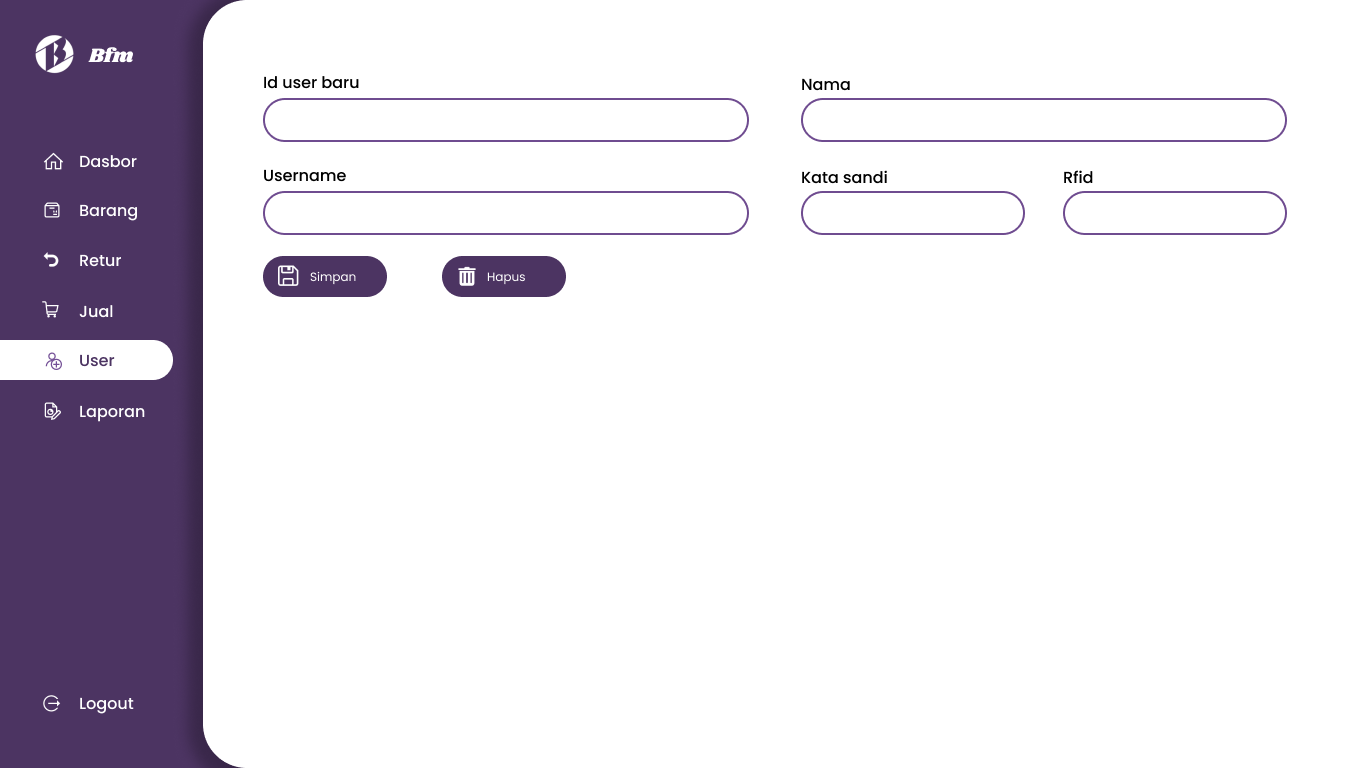 Bfm
Dasbor
Barang
Retur
Jual
User
Laporan
Logout
Id user baru
Nama
Username
Kata sandi
Rfid
Simpan
Hapus